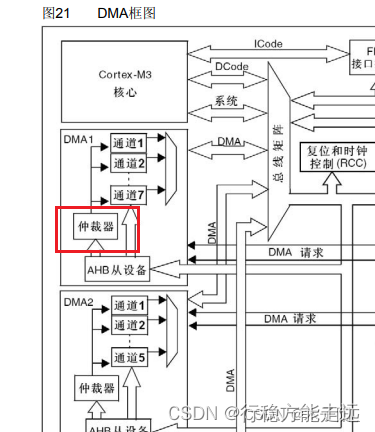 图21 DMA框图
ICode
DCode
系统
DMA
Cortex-M3
核心
总线矩阵
复位和时钟
控制(RCC)
接口
DMA1
通道1
通道2
通道7
仲裁器
AHB从设备
DMA
DMA 请求
DMA 请求
DMA2
通道1
通道2
通道5
仲裁器
AHB从设备
DMA
CSDN @行稳方能走远